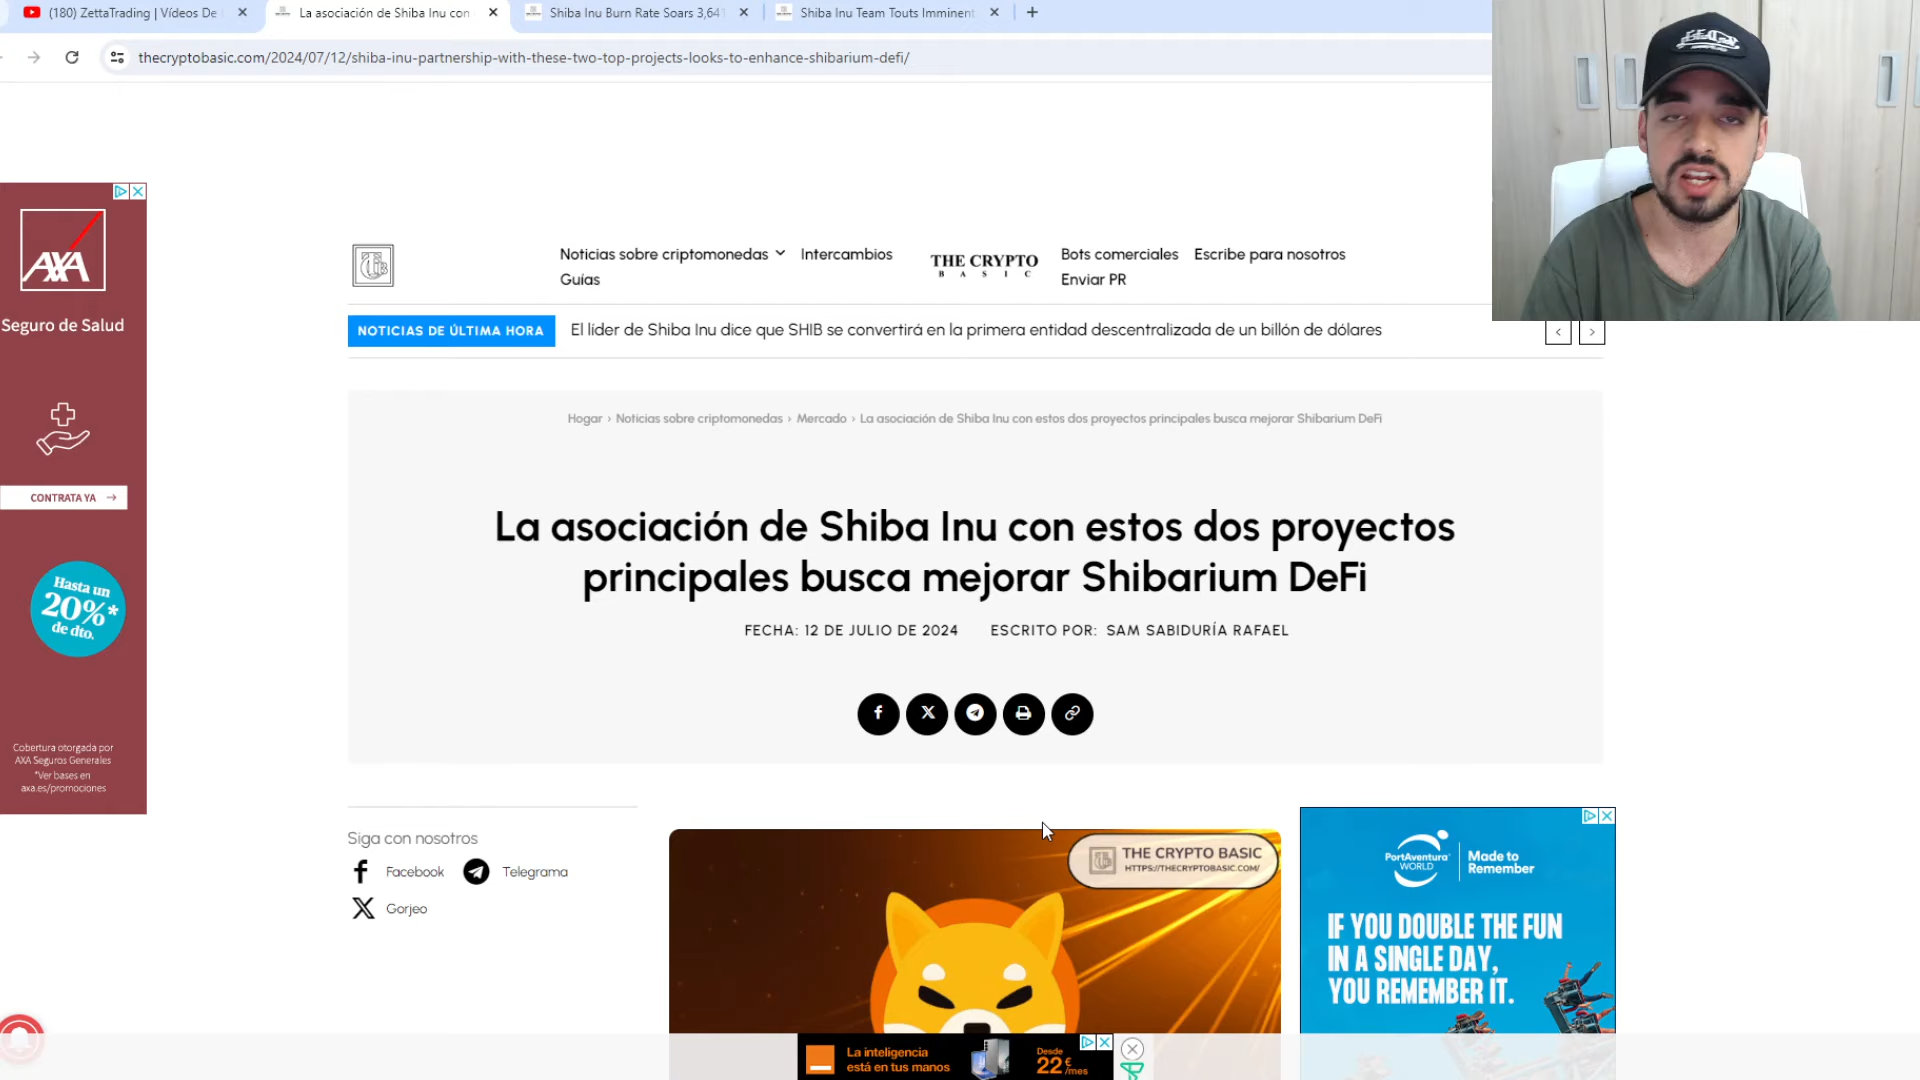 (180) ZettaTrading | Vídeos De
La asociación de Shiba Inu con
Shiba Inu Burn Rate Soars 3,641
Shiba Inu Team Touts Imminent
thecryptobasic.com/2024/07/12/shiba-inu-partnership-with-these-two-top-projects-looks-to-enhance-shibarium-defi/
Noticias sobre criptomonedas
Intercambios
Guías
THE CRYPTO
BASIC
Bots comerciales
Escribe para nosotros
Enviar PR
NOTICIAS DE ÚLTIMA HORA
El líder de Shiba Inu dice que SHIB se convertirá en la primera entidad descentralizada de un billón de dólares
Hogar › Noticias sobre criptomonedas › Mercado › La asociación de Shiba Inu con estos dos proyectos principales busca mejorar Shibarium DeFi
La asociación de Shiba Inu con estos dos proyectos
principales busca mejorar Shibarium DeFi
FECHA: 12 DE JULIO DE 2024
ESCRITO POR: SAM SABIDURÍA RAFAEL
AXA
Seguro de Salud
CONTRATA YA
Hasta un
20%*
de dto.
Cobertura otorgada por
AXA Seguros Generales
*Ver bases en
axa.es/promociones
Siga con nosotros
Facebook
Telegrama
Gorjeo
THE CRYPTO BASIC
HTTPS://THECRYPTOBASIC.COM/
PortAventura
WORLD
Made to
Remember
IF YOU DOUBLE THE FUN
IN A SINGLE DAY,
YOU REMEMBER IT.
La inteligencia
está en tus manos
Desde
22€
/mes